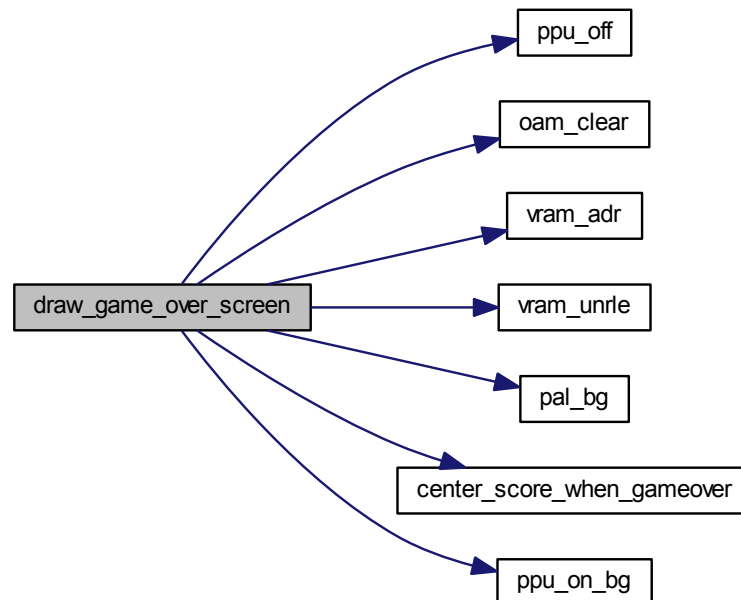 ppu_off
oam_clear
vram_adr
draw_game_over_screen
vram_unrle
pal_bg
center_score_when_gameover
ppu_on_bg